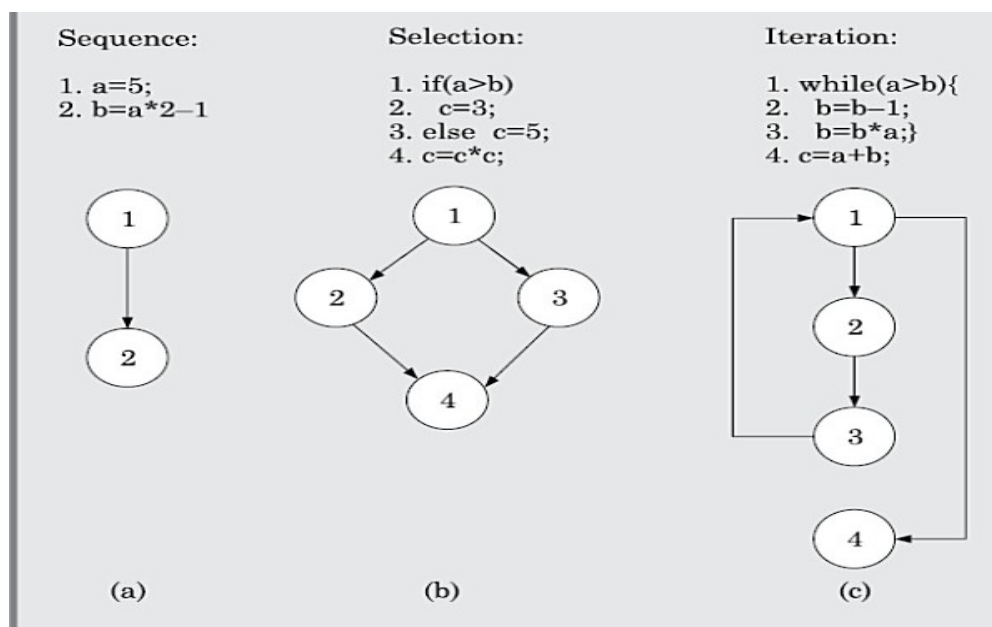 Sequence:
1. a=5;
2. b=a*2–1
1
2
(a)
Selection:
1. if(a>b)
2. c=3;
3. else c=5;
4. c=c*c;
1
2
3
4
(b)
Iteration:
1. while(a>b){
2. b=b–1;
3. b=b*a;}
4. c=a+b;
1
2
3
4
(c)